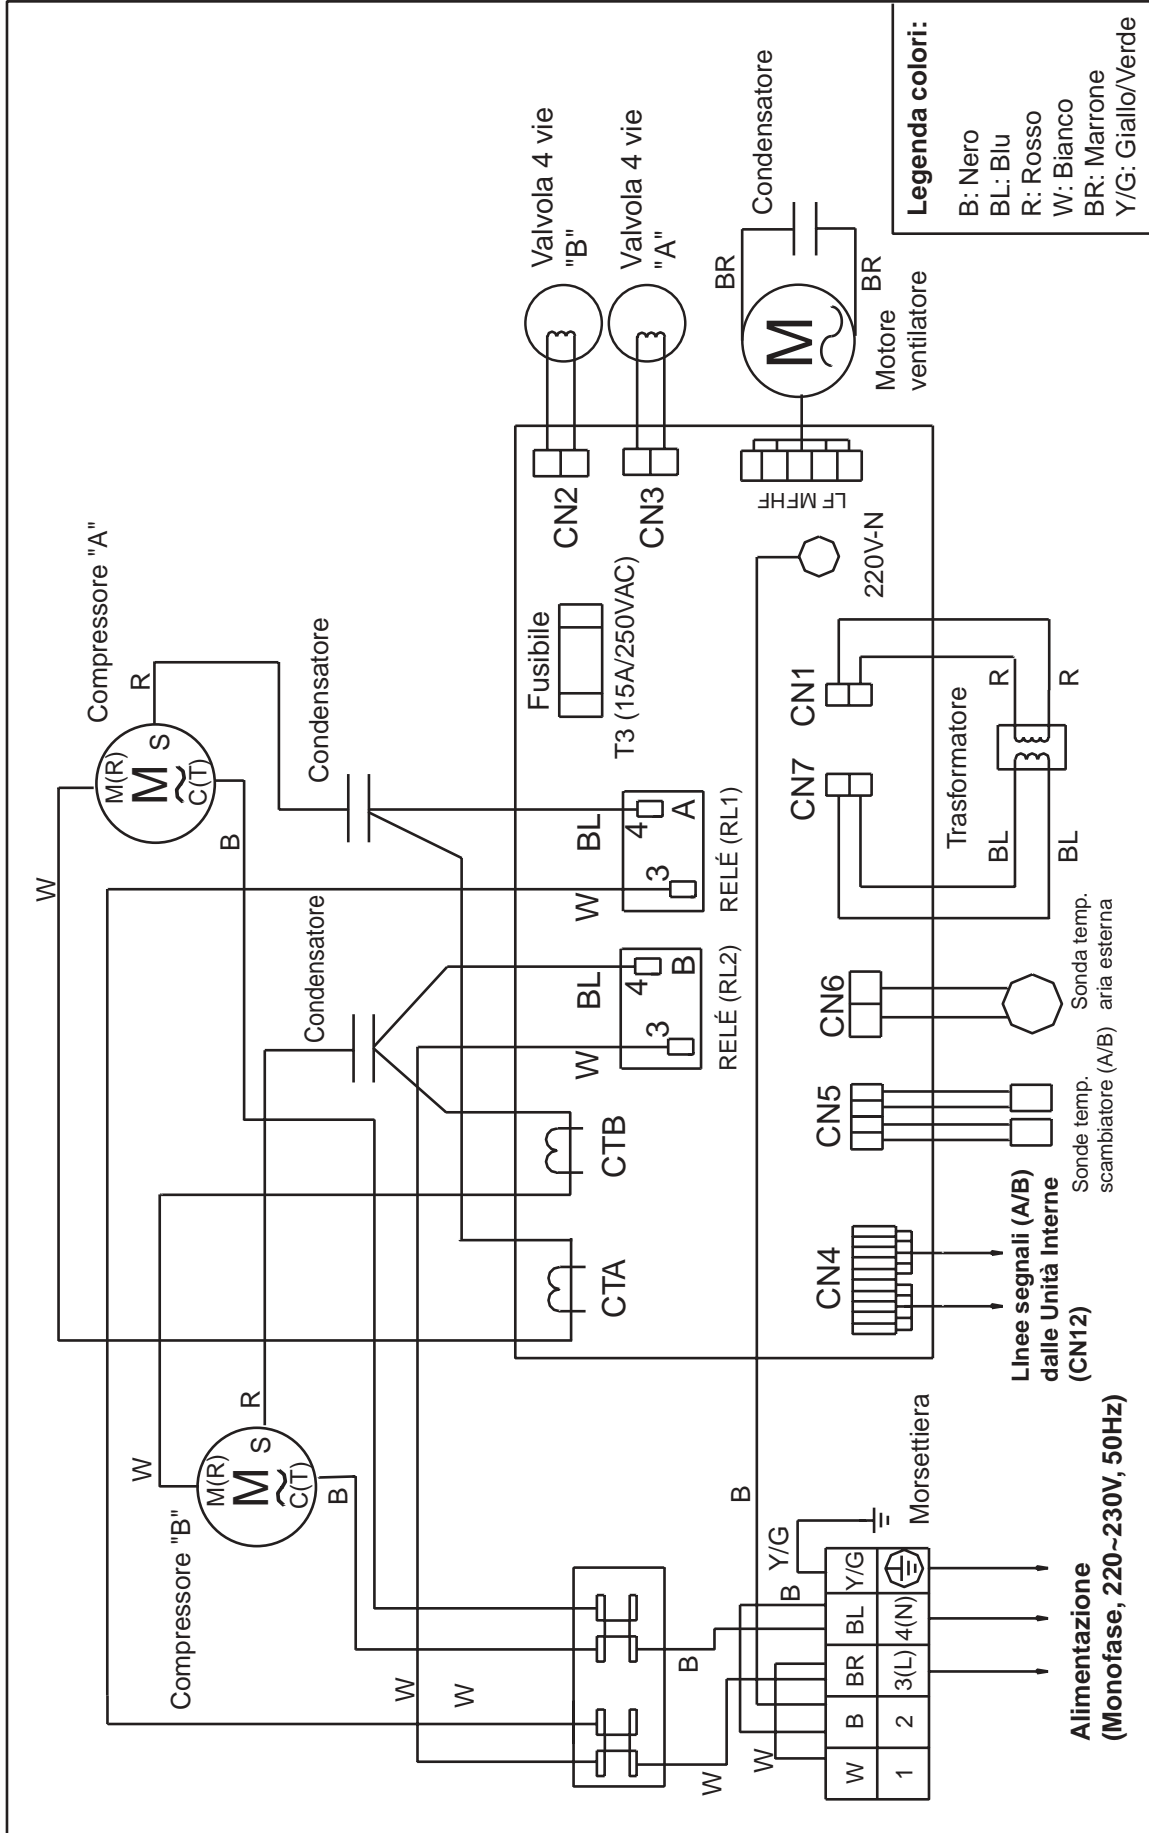 Compressore "B"
M(R)
M
S
C(T)
W
R
B
Compressore "A"
M(R)
M
S
C(T)
W
R
B
Condensatore
Condensatore
W
W
W
B
CTA
CTB
W
BL
3
4
B
RELÉ (RL2)
W
BL
3
4
A
RELÉ (RL1)
Fusibile
T3 (15A/250VAC)
CN2
CN3
Valvola 4 vie
"B"
Valvola 4 vie
"A"
LF MFHF
220V-N
BR
BR
M
Motore
ventilatore
Condensatore
CN4
CN5
CN6
CN7
CN1
LInee segnali (A/B)
dalle Unità Interne
(CN12)
Sonde temp.
scambiatore (A/B)
Sonda temp.
aria esterna
Trasformatore
BL
BL
R
R
W
B
B
Y/G
W
B
BR
BL
Y/G
1
2
3(L)
4(N)
Morsettiera
Alimentazione
(Monofase, 220~230V, 50Hz)
Legenda colori:
B: Nero
BL: Blu
R: Rosso
W: Bianco
BR: Marrone
Y/G: Giallo/Verde